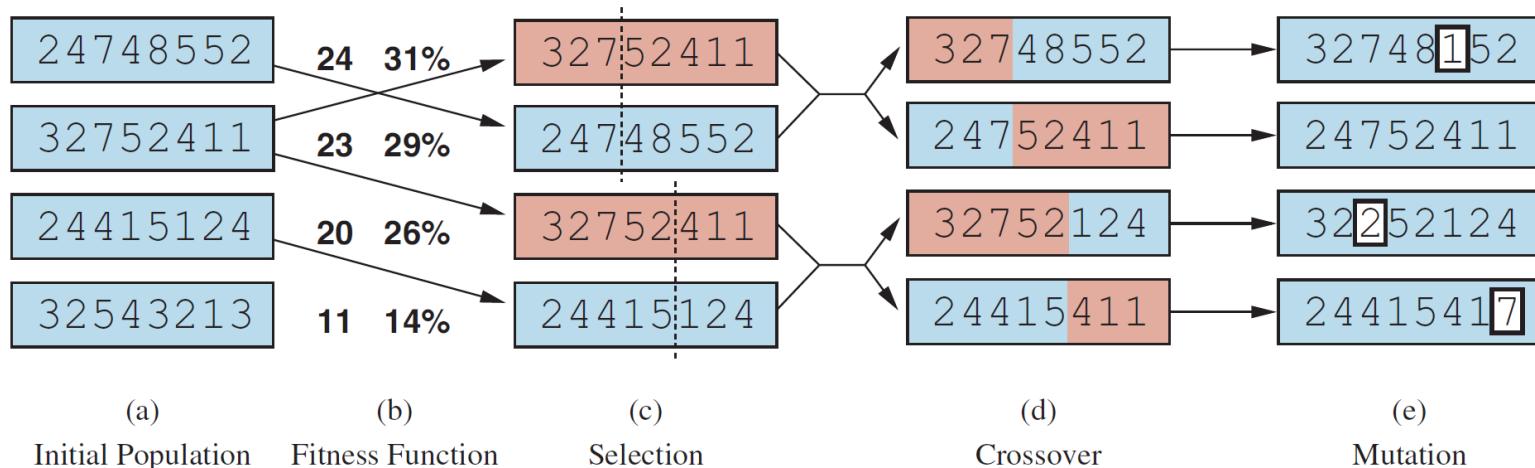 24748552 24 31% 32752411 32748552 32748152
32752411 23 29% 24748552 24752411 24752411
24415124 20 26% 32752411 32752124 32252124
32543213 11 14% 24415124 24415411 24415417
(a) (b) (c) (d) (e)
Initial Population Fitness Function Selection Crossover Mutation